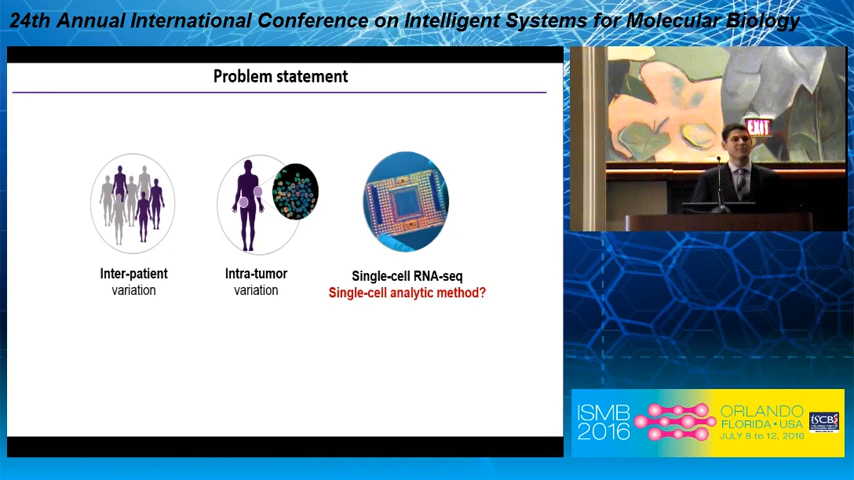 24th Annual International Conference on Intelligent Systems for Molecular Biology
Problem statement
EXIT
Inter-patient
variation
Intra-tumor
variation
Single-cell RNA-seq
Single-cell analytic method?
ISMB
2016
ORLANDO
FLORIDA • USA
JULY 8 to 12, 2016
ISCB